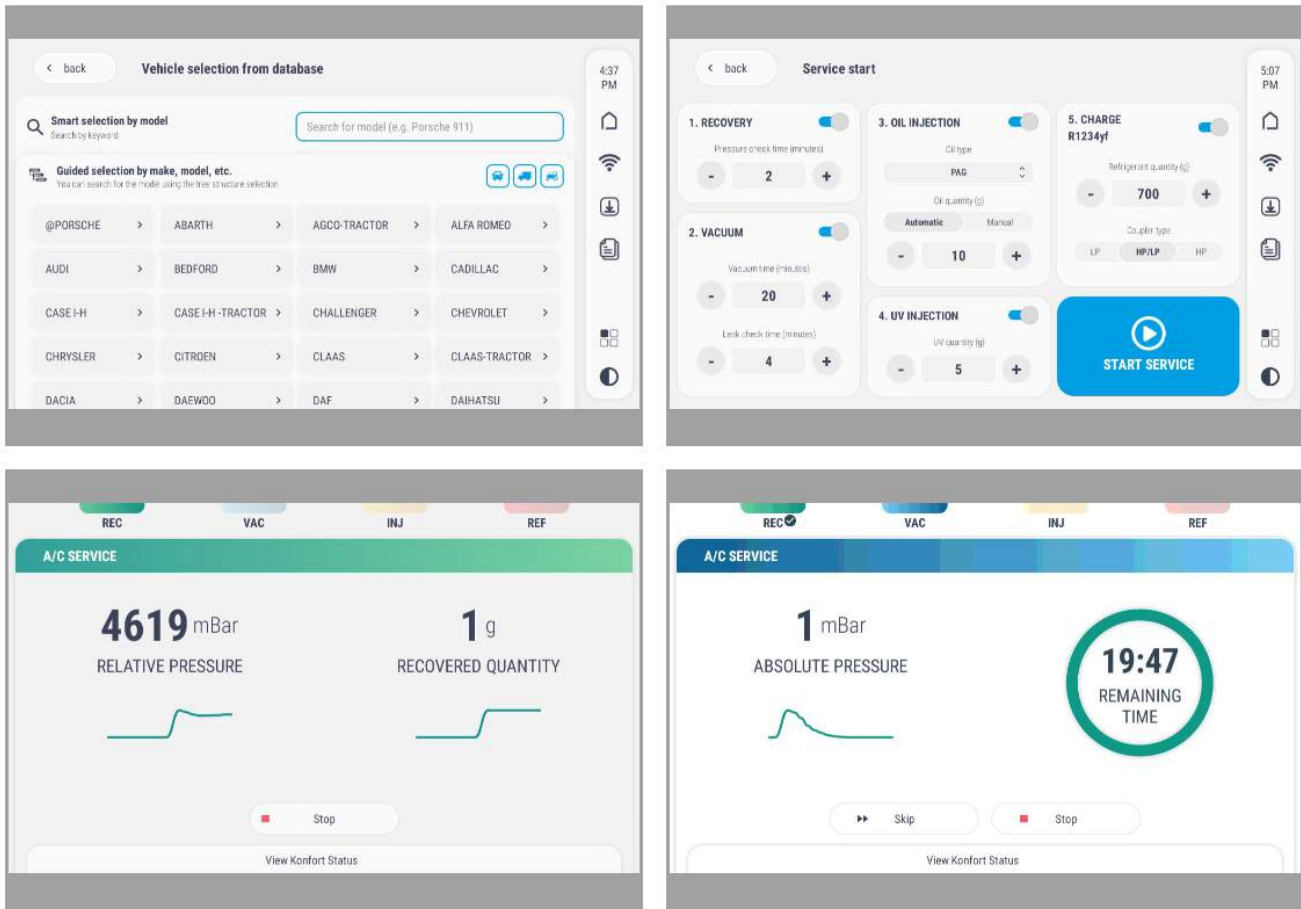 back
Vehicle selection from database
4:37
PM
Smart selection by model
Search by keyword
Search for model (e.g. Porsche 911)
Guided selection by make, model, etc.
You can search for the model using the tree structure selection
@PORSCHE
ABARTH
AGCO-TRACTOR
ALFA ROMEO
AUDI
BEDFORD
BMW
CADILLAC
CASE I-H
CASE I-H -TRACTOR
CHALLENGER
CHEVROLET
CHRYSLER
CITROEN
CLAAS
CLAAS-TRACTOR
DACIA
DAEWOO
DAF
DAIHATSU
back
Service start
5:07
PM
1. RECOVERY
Pressure check time (minutes)
- 2 +
2. VACUUM
Vacuum time (minutes)
- 20 +
Leak check time (minutes)
- 4 +
3. OIL INJECTION
Oil type
PAG
Oil quantity (g)
Automatic Manual
- 10 +
4. UV INJECTION
UV quantity (g)
- 5 +
5. CHARGE
R1234yf
Refrigerant quantity (g)
- 700 +
Coupler type
LP HP/LP HP
START SERVICE
REC VAC INJ REF
A/C SERVICE
4619 mBar
RELATIVE PRESSURE
1 g
RECOVERED QUANTITY
Stop
View Konfort Status
REC VAC INJ REF
A/C SERVICE
1 mBar
ABSOLUTE PRESSURE
19:47
REMAINING
TIME
Skip
Stop
View Konfort Status